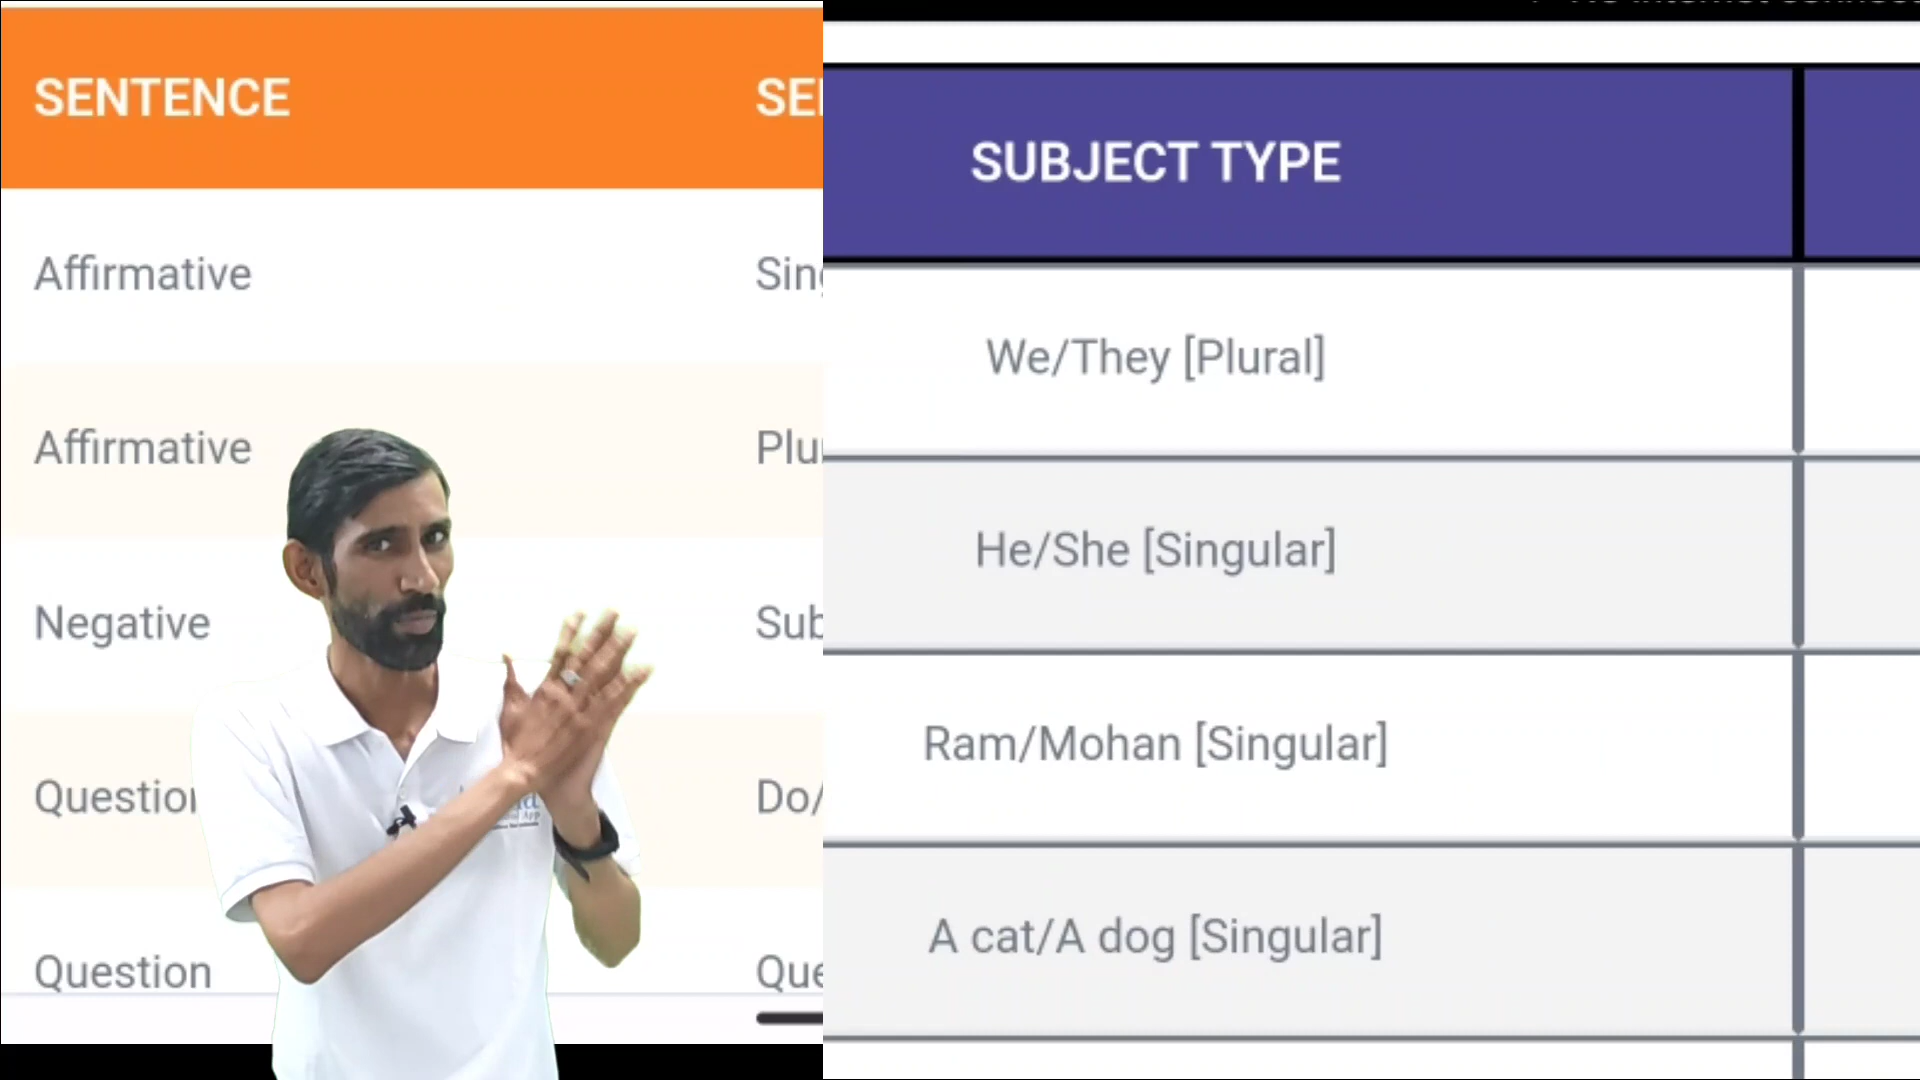 SENTENCE
Affirmative
Affirmative
Negative
Question
Do/
SUBJECT TYPE
We/They [Plural]
He/She [Singular]
Ram/Mohan [Singular]
A cat/A dog [Singular]